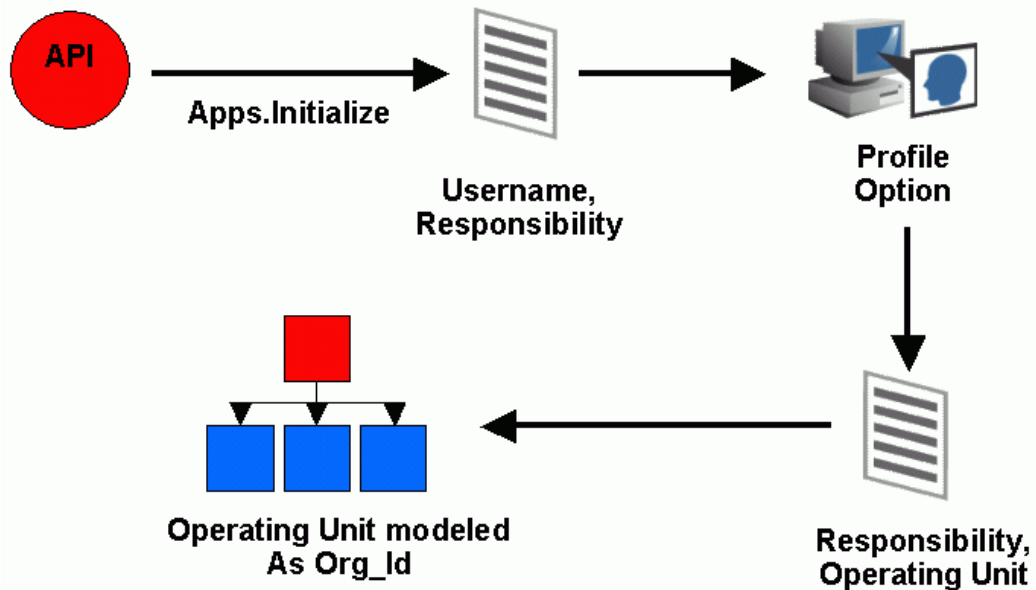 API
Apps.Initialize
Username,
Responsibility
Profile
Option
Responsibility,
Operating Unit
Operating Unit modeled
As Org_Id